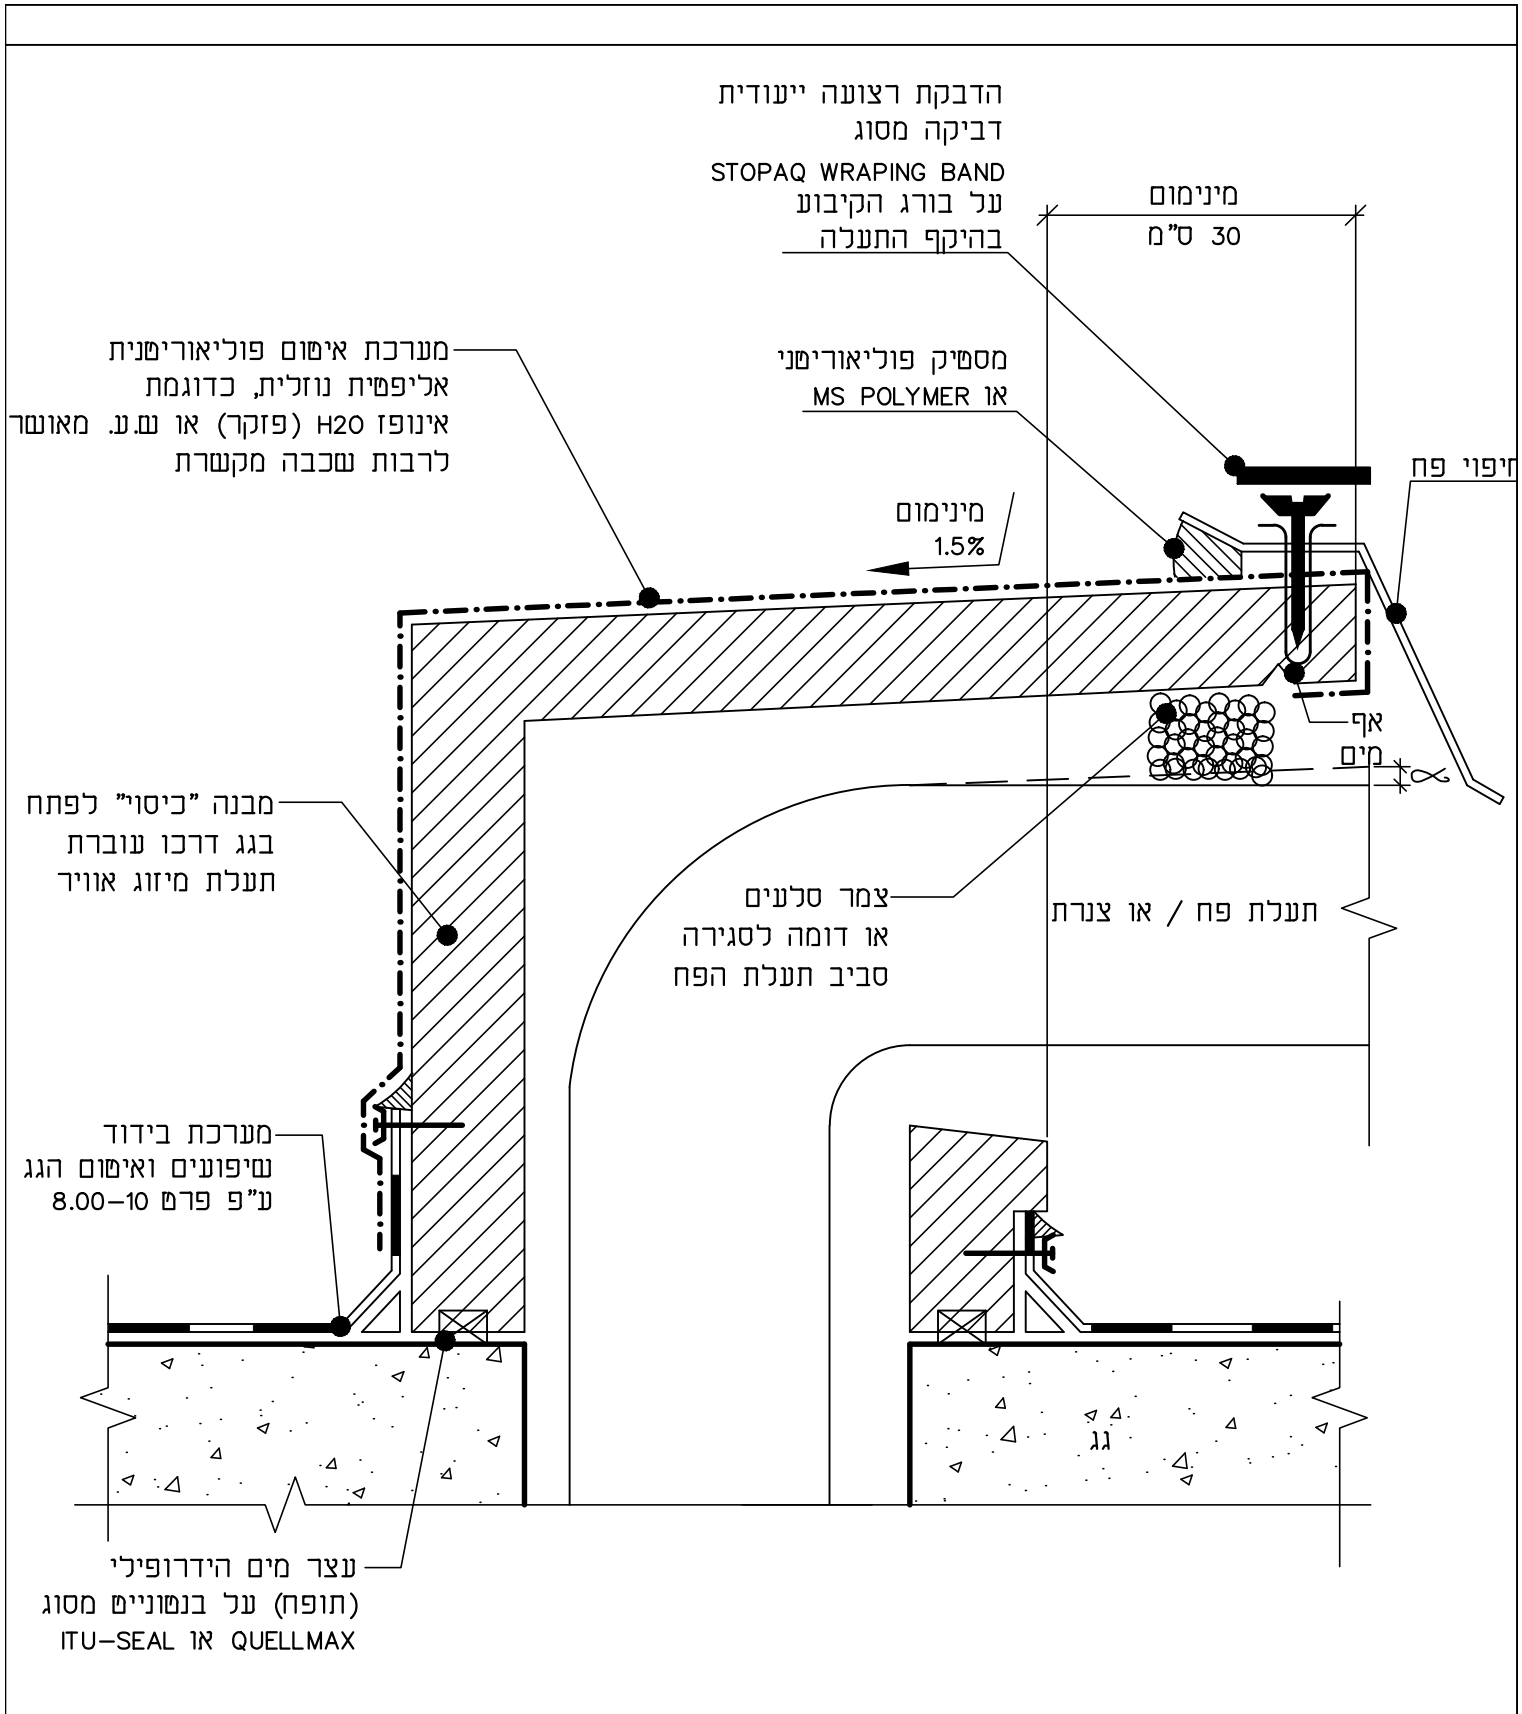 הדבקת רצועה ייעודית
דביקה מסוג
STOPAQ WRAPING BAND
על בורג הקיבוע
בהיקף התעלה
מינימום
30 ס"מ
מערכת איטום פוליאוריטנית
אליפטית נוזלית, כדוגמת
אינופז H2O (פזקר) או ש.ע. מאושר
לרבות שכבה מקשרת
מסטיק פוליאוריטני
או MS POLYMER
חיפוי פח
מינימום
1.5%
אף
מים
מבנה "כיסוי" לפתח
בגג דרכו עוברת
תעלת מיזוג אוויר
צמר סלעים
או דומה לסגירה
סביב תעלת הפח
תעלת פח / או צנרת
מערכת בידוד
שיפועים ואיטום הגג
ע"פ פרט 8.00-10
גג
עצר מים הידרופילי
(תופח) על בנטונייט מסוג
QUELLMAX או ITU-SEAL